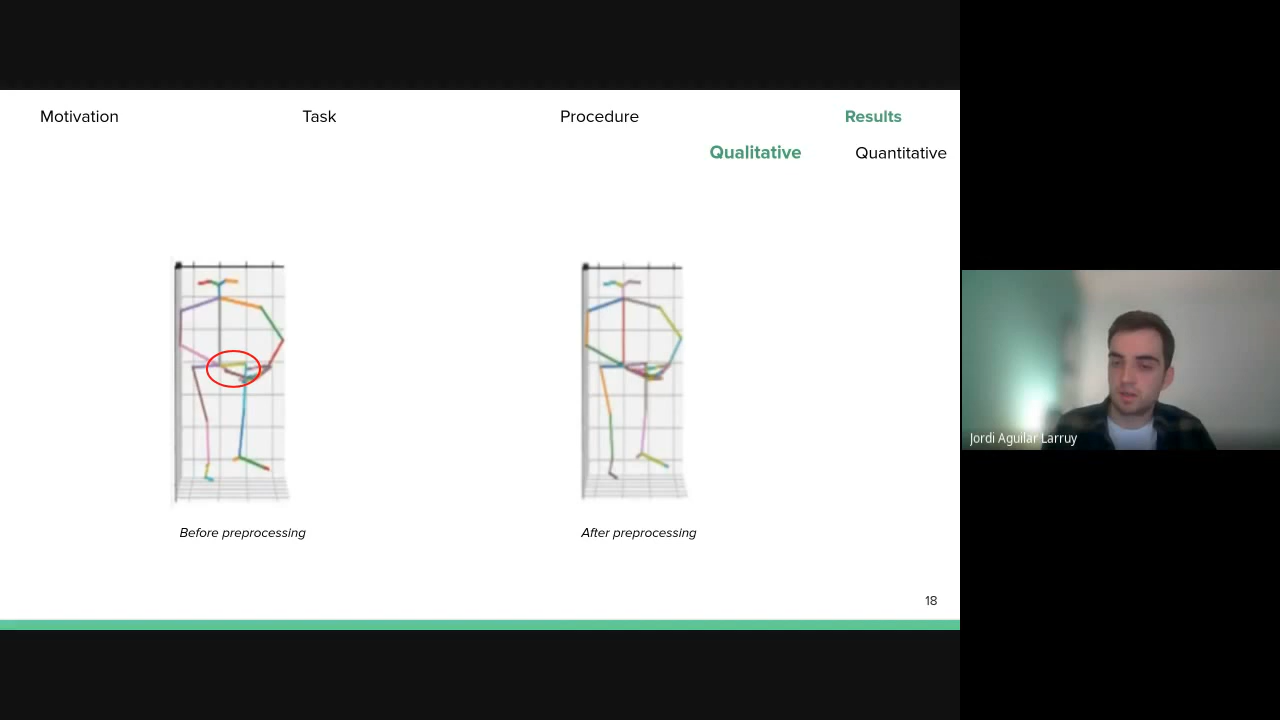 Motivation Task Procedure Results
Qualitative Quantitative
Before preprocessing After preprocessing
18
Jordi Aguilar Larruy